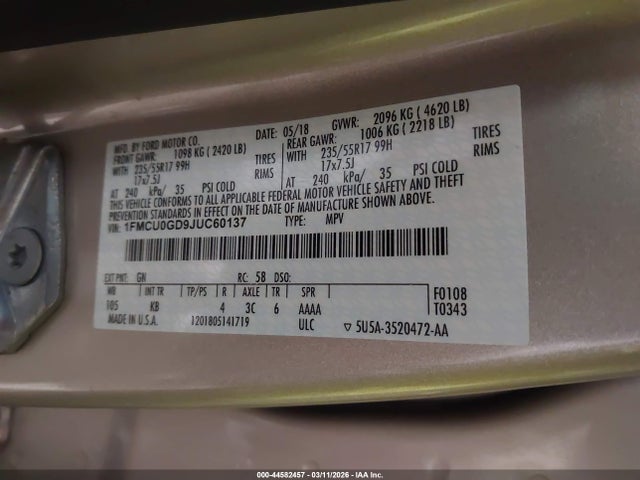 MFD. BY FORD MOTOR CO. DATE: 05/18 GVWR: 2096 KG ( 4620 LB)
FRONT GAWR: 1098 KG ( 2420 LB) REAR GAWR: 1006 KG ( 2218 LB)
WITH 235/55R17 99H TIRES WITH 235/55R17 99H TIRES
17x7.5J RIMS 17x7.5J RIMS
AT 240 kPa/ 35 PSI COLD AT 240 kPa/ 35 PSI COLD
THIS VEHICLE CONFORMS TO ALL APPLICABLE FEDERAL MOTOR VEHICLE SAFETY AND THEFT
PREVENTION STANDARDS IN EFFECT ON THE DATE OF MANUFACTURE SHOWN ABOVE.
VIN: 1FMCU0GD9JUC60137 TYPE: MPV
EXT PNT: GN RC: 58 DSO:
WB INT TR TP/PS R AXLE TR SPR F0108
105 KB 4 3C 6 AAAA T0343
MADE IN U.S.A. 1201805141719 ULC ▽ 5U5A-3520472-AA
000-44582457 | 03/11/2026 | IAA Inc.